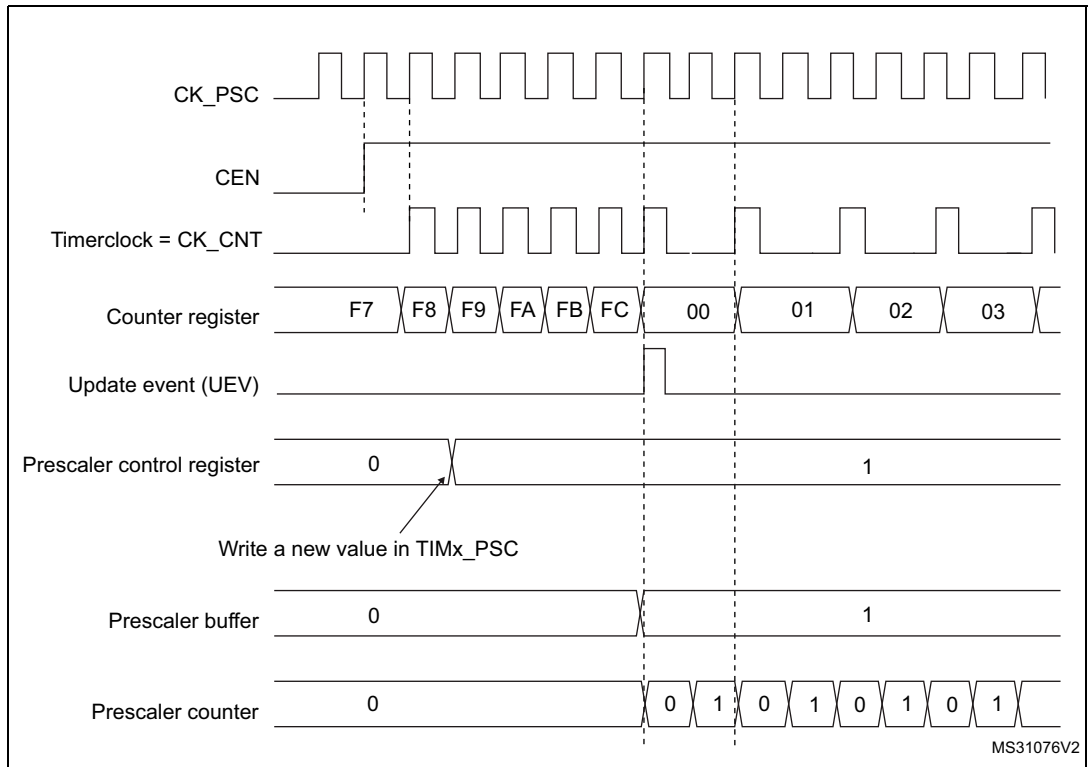 CK_PSC
CEN
Timerclock = CK_CNT
Counter register F7 F8 F9 FA FB FC 00 01 02 03
Update event (UEV)
Prescaler control register 0 1
Write a new value in TIMx_PSC
Prescaler buffer 0 1
Prescaler counter 0 0 1 0 1 0 1 0 1
MS31076V2